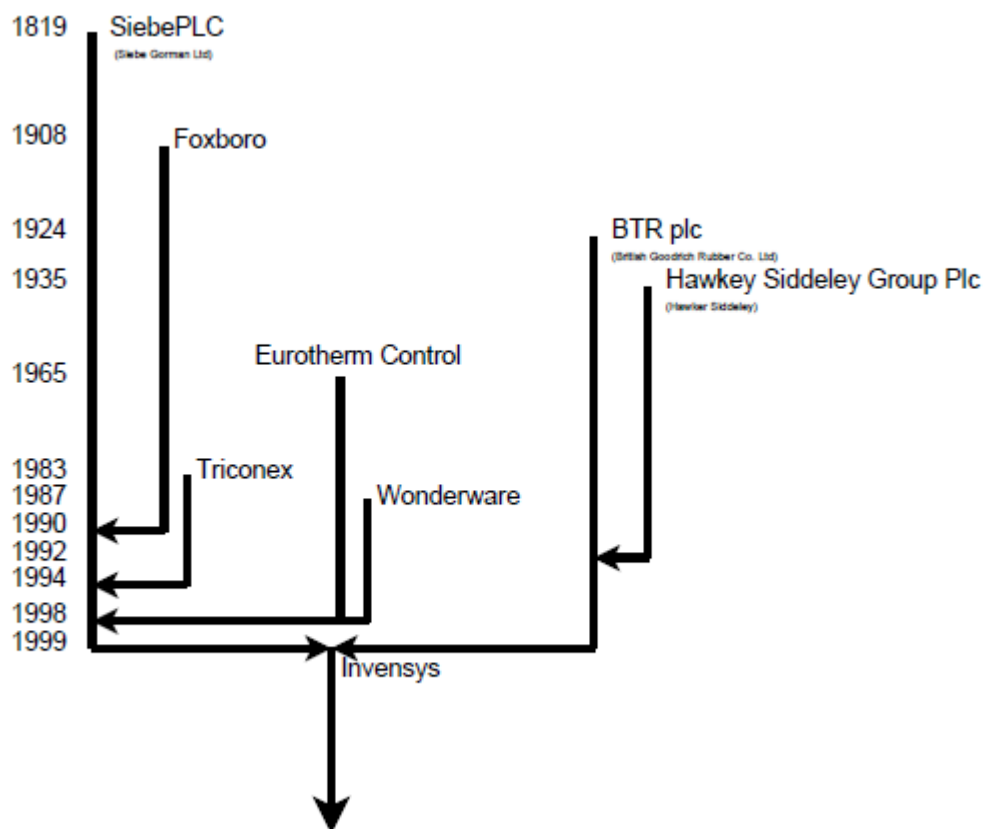 1819 SiebePLC
(Siebe Gorman Ltd)
1908 Foxboro
1924 BTR plc
(British Goodrich Rubber Co. Ltd)
1935 Hawkey Siddeley Group Plc
(Hawker Siddeley)
Eurotherm Control
1965
1983 Triconex
1987 Wonderware
1990
1992
1994
1998
1999
Invensys